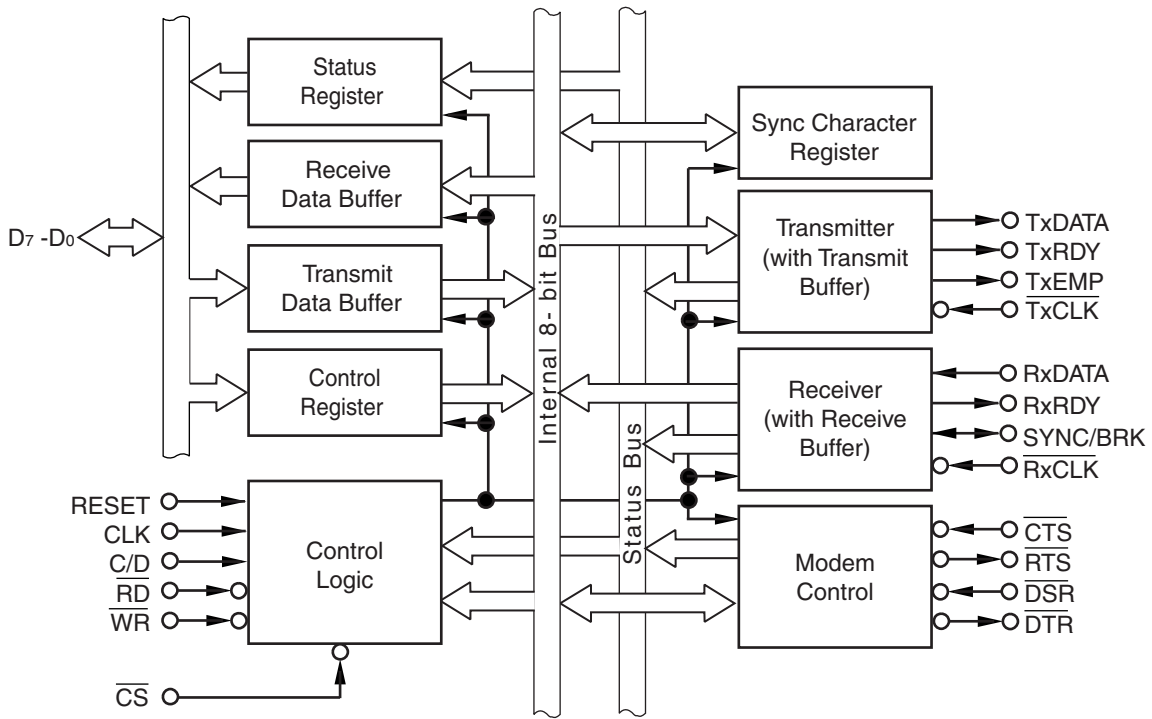 Status
Register
Receive
Data Buffer
D7 -D0
Transmit
Data Buffer
Control
Register
RESET
CLK
C/D
RD
WR
CS
Control
Logic
Internal 8- bit Bus
Status Bus
Sync Character
Register
Transmitter
(with Transmit
Buffer)
TxDATA
TxRDY
TxEMP
TxCLK
Receiver
(with Receive
Buffer)
RxDATA
RxRDY
SYNC/BRK
RxCLK
Modem
Control
CTS
RTS
DSR
DTR